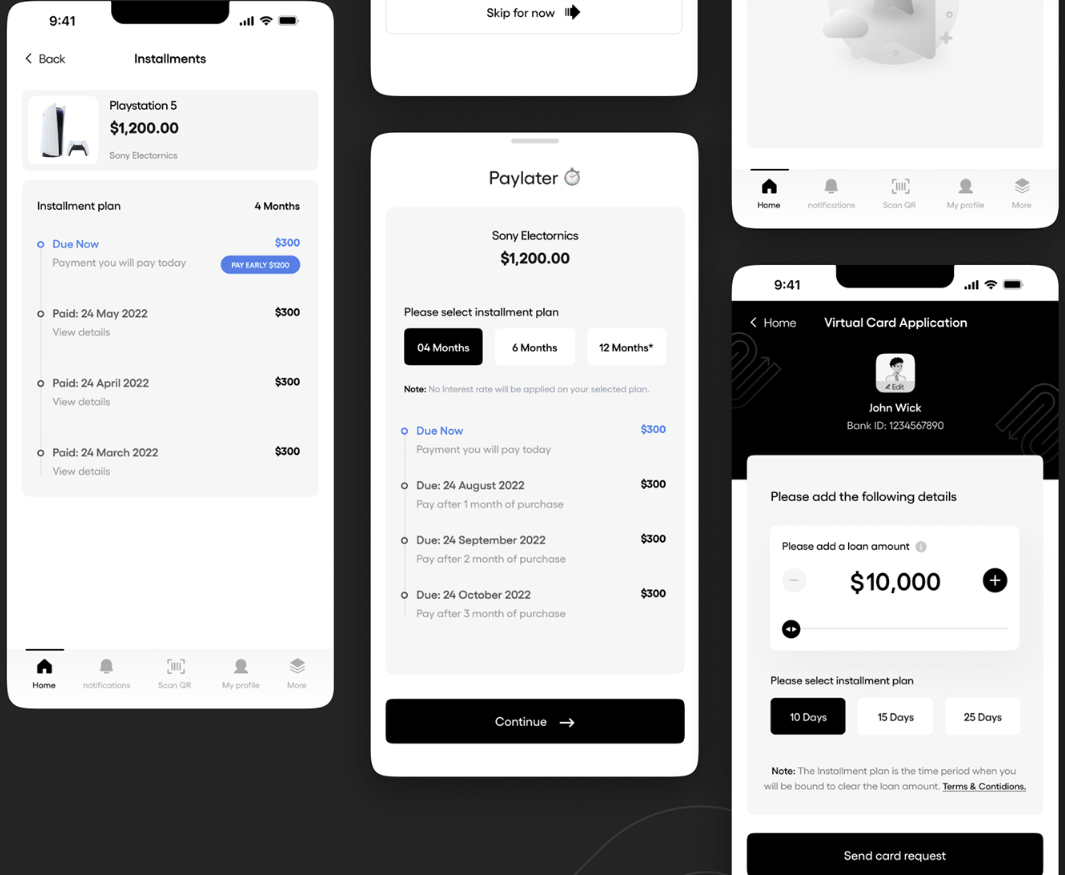 9:41
Back
Installments
Playstation 5
$1,200.00
Sony Electornics
Installment plan
4 Months
Due Now
$300
Payment you will pay today
PAY EARLY $1200
Paid: 24 May 2022
$300
View details
Paid: 24 April 2022
$300
View details
Paid: 24 March 2022
$300
View details
Home
notifications
Scan QR
My profile
More
Skip for now
Paylater
Sony Electornics
$1,200.00
Please select installment plan
04 Months
6 Months
12 Months*
Note: No Interest rate will be applied on your selected plan.
Due Now
$300
Payment you will pay today
Due: 24 August 2022
$300
Pay after 1 month of purchase
Due: 24 September 2022
$300
Pay after 2 month of purchase
Due: 24 October 2022
$300
Pay after 3 month of purchase
Continue
Home
notifications
Scan QR
My profile
More
9:41
Home
Virtual Card Application
Edit
John Wick
Bank ID: 1234567890
Please add the following details
Please add a loan amount
$10,000
Please select installment plan
10 Days
15 Days
25 Days
Note: The Installment plan is the time period when you
will be bound to clear the loan amount. Terms & Contidions.
Send card request